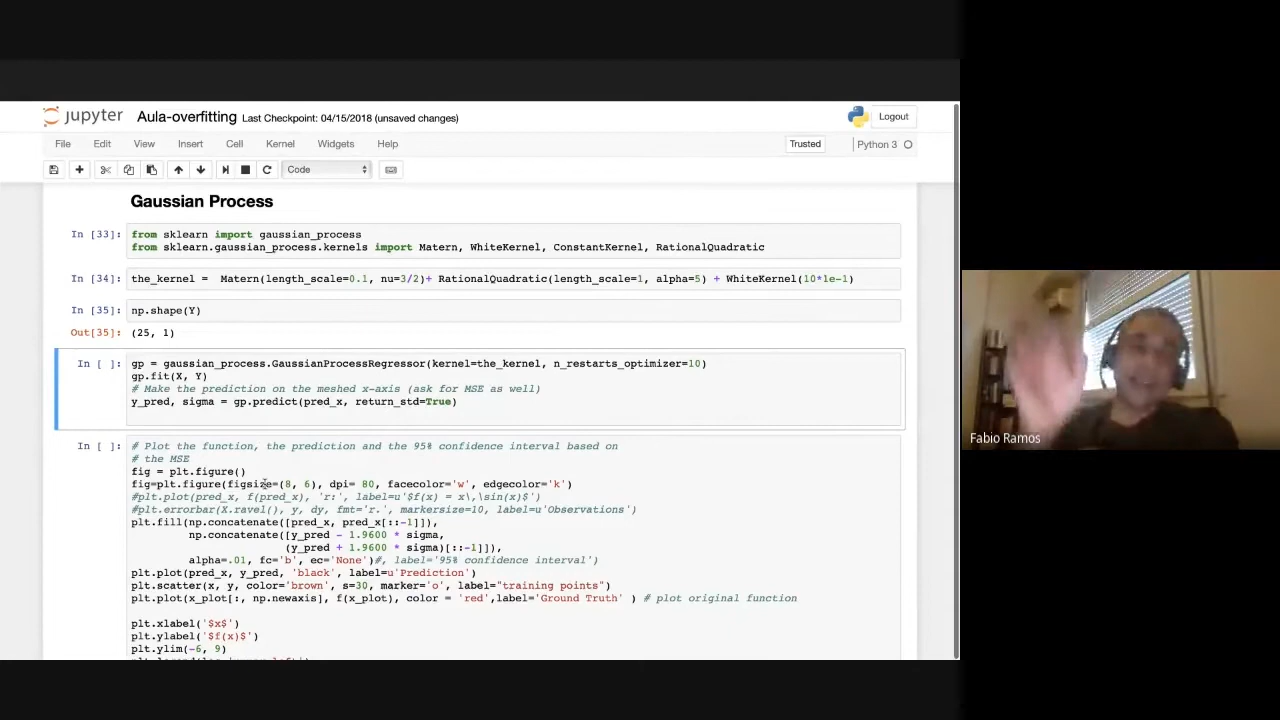 jupyter Aula-overfitting Last Checkpoint: 04/15/2018 (unsaved changes) Logout
File Edit View Insert Cell Kernel Widgets Help Trusted Python 3
Code
Gaussian Process
In [33]: from sklearn import gaussian_process
from sklearn.gaussian_process.kernels import Matern, WhiteKernel, ConstantKernel, RationalQuadratic
In [34]: the_kernel =  Matern(length_scale=0.1, nu=3/2)+ RationalQuadratic(length_scale=1, alpha=5) + WhiteKernel(10*1e-1)
In [35]: np.shape(Y)
Out[35]: (25, 1)
In [ ]: gp = gaussian_process.GaussianProcessRegressor(kernel=the_kernel, n_restarts_optimizer=10)
gp.fit(X, Y)
# Make the prediction on the meshed x-axis (ask for MSE as well)
y_pred, sigma = gp.predict(pred_x, return_std=True)
In [ ]: # Plot the function, the prediction and the 95% confidence interval based on
# the MSE
fig = plt.figure()
fig=plt.figure(figsize=(8, 6), dpi= 80, facecolor='w', edgecolor='k')
#plt.plot(pred_x, f(pred_x), 'r:', label=u'$f(x) = x\,\sin(x)$')
#plt.errorbar(X.ravel(), y, dy, fmt='r.', markersize=10, label=u'Observations')
plt.fill(np.concatenate([pred_x, pred_x[::-1]]),
np.concatenate([y_pred - 1.9600 * sigma,
(y_pred + 1.9600 * sigma)[::-1]]),
alpha=.01, fc='b', ec='None')#, label='95% confidence interval')
plt.plot(pred_x, y_pred, 'black', label=u'Prediction')
plt.scatter(x, y, color='brown', s=30, marker='o', label="training points")
plt.plot(x_plot[:, np.newaxis], f(x_plot), color = 'red',label='Ground Truth' ) # plot original function
plt.xlabel('$x$')
plt.ylabel('$f(x)$')
plt.ylim(-6, 9)
Fabio Ramos